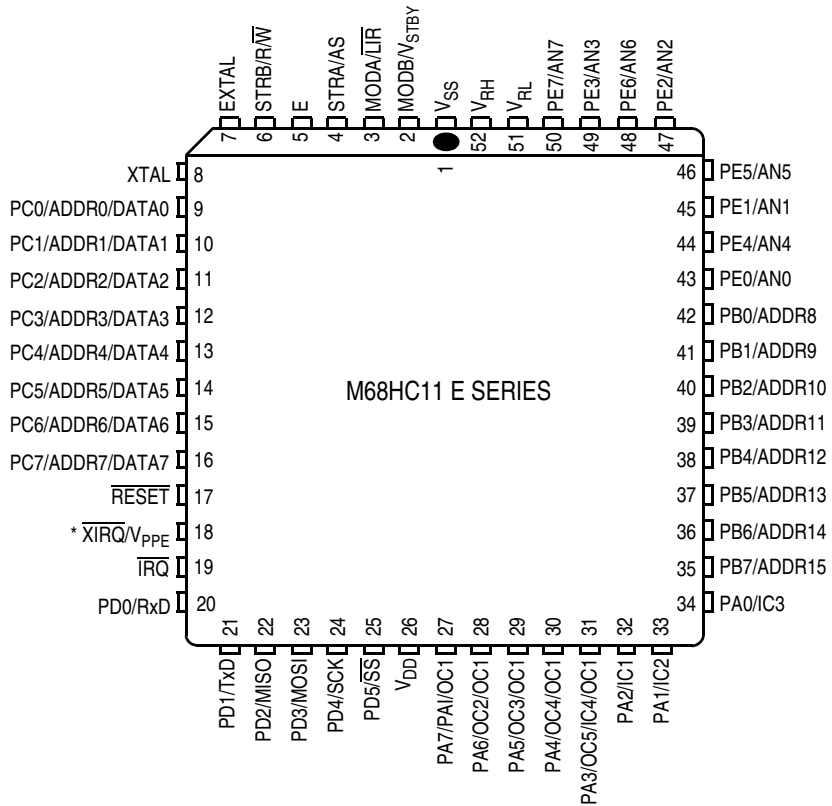 EXTAL
STRB/R/W̅
E
STRA/AS
MODA/L̅I̅R̅
MODB/VSTBY
VSS
VRH
VRL
PE7/AN7
PE3/AN3
PE6/AN6
PE2/AN2
7
6
5
4
3
2
1
52
51
50
49
48
47
XTAL 8
PC0/ADDR0/DATA0 9
PC1/ADDR1/DATA1 10
PC2/ADDR2/DATA2 11
PC3/ADDR3/DATA3 12
PC4/ADDR4/DATA4 13
PC5/ADDR5/DATA5 14
PC6/ADDR6/DATA6 15
PC7/ADDR7/DATA7 16
R̅E̅S̅E̅T̅ 17
* X̅I̅R̅Q̅/VPPE 18
I̅R̅Q̅ 19
PD0/RxD 20
M68HC11 E SERIES
46 PE5/AN5
45 PE1/AN1
44 PE4/AN4
43 PE0/AN0
42 PB0/ADDR8
41 PB1/ADDR9
40 PB2/ADDR10
39 PB3/ADDR11
38 PB4/ADDR12
37 PB5/ADDR13
36 PB6/ADDR14
35 PB7/ADDR15
34 PA0/IC3
21
22
23
24
25
26
27
28
29
30
31
32
33
PD1/TxD
PD2/MISO
PD3/MOSI
PD4/SCK
PD5/S̅S̅
VDD
PA7/PAI/OC1
PA6/OC2/OC1
PA5/OC3/OC1
PA4/OC4/OC1
PA3/OC5/IC4/OC1
PA2/IC1
PA1/IC2